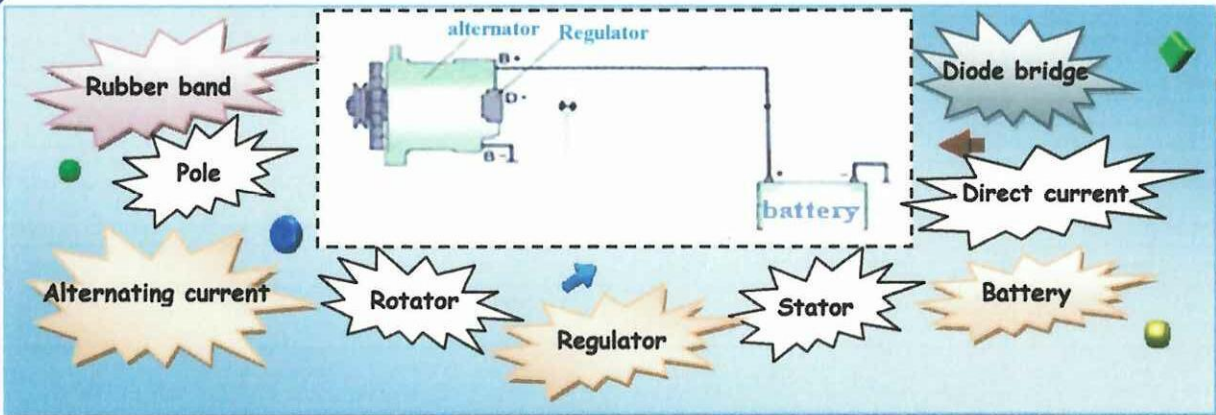 alternator Regulator
Rubber band
Diode bridge
B+
D+
Pole
B-
+ -
Direct current
battery
Alternating current
Rotator
Regulator
Stator
Battery